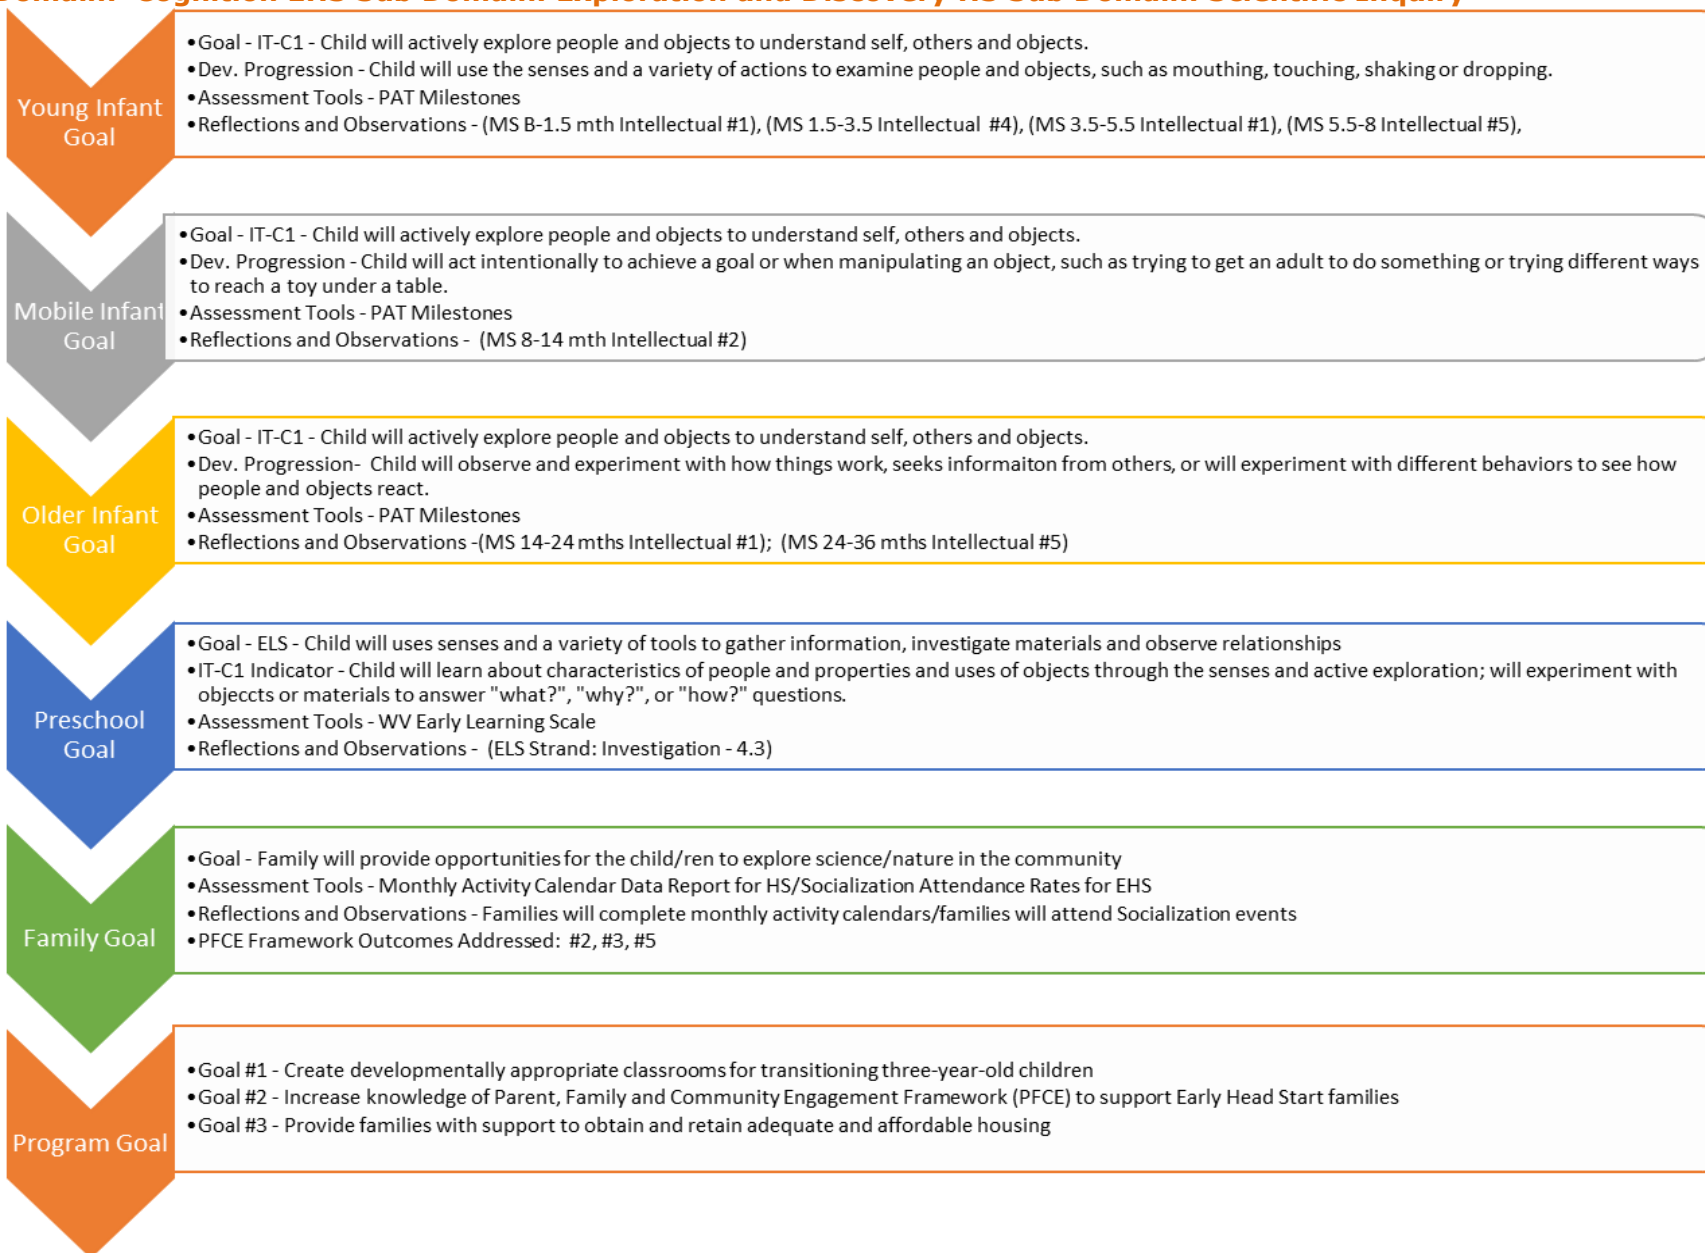 Domain: Cognition EHS Sub-Domain: Exploration and Discovery HS Sub-Domain: Scientific Inquiry
Young Infant
Goal
•Goal - IT-C1 - Child will actively explore people and objects to understand self, others and objects.
•Dev. Progression - Child will use the senses and a variety of actions to examine people and objects, such as mouthing, touching, shaking or dropping.
•Assessment Tools - PAT Milestones
•Reflections and Observations - (MS B-1.5 mth Intellectual #1), (MS 1.5-3.5 Intellectual #4), (MS 3.5-5.5 Intellectual #1), (MS 5.5-8 Intellectual #5),
Mobile Infant
Goal
•Goal - IT-C1 - Child will actively explore people and objects to understand self, others and objects.
•Dev. Progression - Child will act intentionally to achieve a goal or when manipulating an object, such as trying to get an adult to do something or trying different ways
to reach a toy under a table.
•Assessment Tools - PAT Milestones
•Reflections and Observations - (MS 8-14 mth Intellectual #2)
Older Infant
Goal
•Goal - IT-C1 - Child will actively explore people and objects to understand self, others and objects.
•Dev. Progression- Child will observe and experiment with how things work, seeks informaiton from others, or will experiment with different behaviors to see how
people and objects react.
•Assessment Tools - PAT Milestones
•Reflections and Observations -(MS 14-24 mths Intellectual #1); (MS 24-36 mths Intellectual #5)
Preschool
Goal
•Goal - ELS - Child will uses senses and a variety of tools to gather information, investigate materials and observe relationships
•IT-C1 Indicator - Child will learn about characteristics of people and properties and uses of objects through the senses and active exploration; will experiment with
objeccts or materials to answer "what?", "why?", or "how?" questions.
•Assessment Tools - WV Early Learning Scale
•Reflections and Observations - (ELS Strand: Investigation - 4.3)
Family Goal
•Goal - Family will provide opportunities for the child/ren to explore science/nature in the community
•Assessment Tools - Monthly Activity Calendar Data Report for HS/Socialization Attendance Rates for EHS
•Reflections and Observations - Families will complete monthly activity calendars/families will attend Socialization events
•PFCE Framework Outcomes Addressed: #2, #3, #5
Program Goal
•Goal #1 - Create developmentally appropriate classrooms for transitioning three-year-old children
•Goal #2 - Increase knowledge of Parent, Family and Community Engagement Framework (PFCE) to support Early Head Start families
•Goal #3 - Provide families with support to obtain and retain adequate and affordable housing